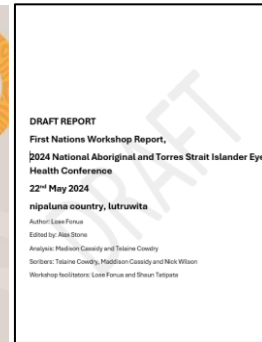 DRAFT
DRAFT REPORT
First Nations Workshop Report,
2024 National Aboriginal and Torres Strait Islander Eye
Health Conference
22nd May 2024
nipaluna country, lutruwita
Author: Lose Fonua
Edited by: Alex Stone
Analysis: Madison Cassidy and Telaine Cowdry
Scribers: Telaine Cowdry, Maddison Cassidy and Nick Wilson
Workshop facilitators: Lose Fonua and Shaun Tatipata